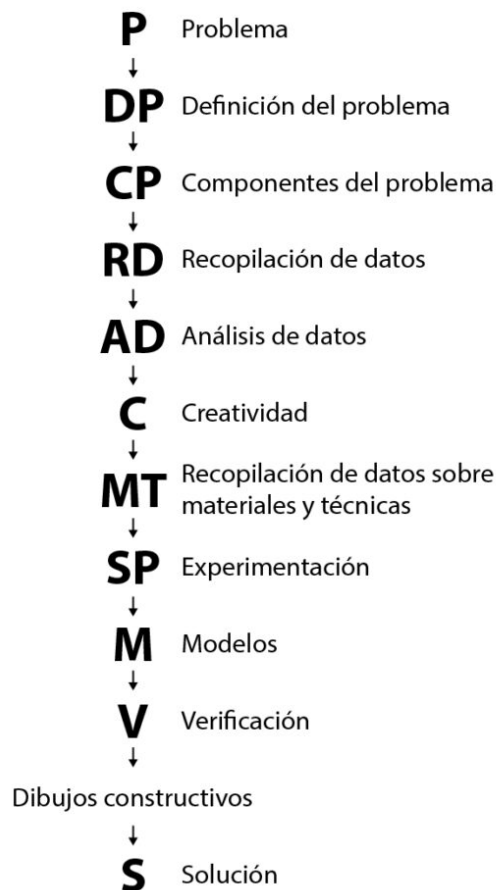 P Problema
↓
DP Definición del problema
↓
CP Componentes del problema
↓
RD Recopilación de datos
↓
AD Análisis de datos
↓
C Creatividad
↓
MT Recopilación de datos sobre
materiales y técnicas
↓
SP Experimentación
↓
M Modelos
↓
V Verificación
↓
Dibujos constructivos
↓
S Solución